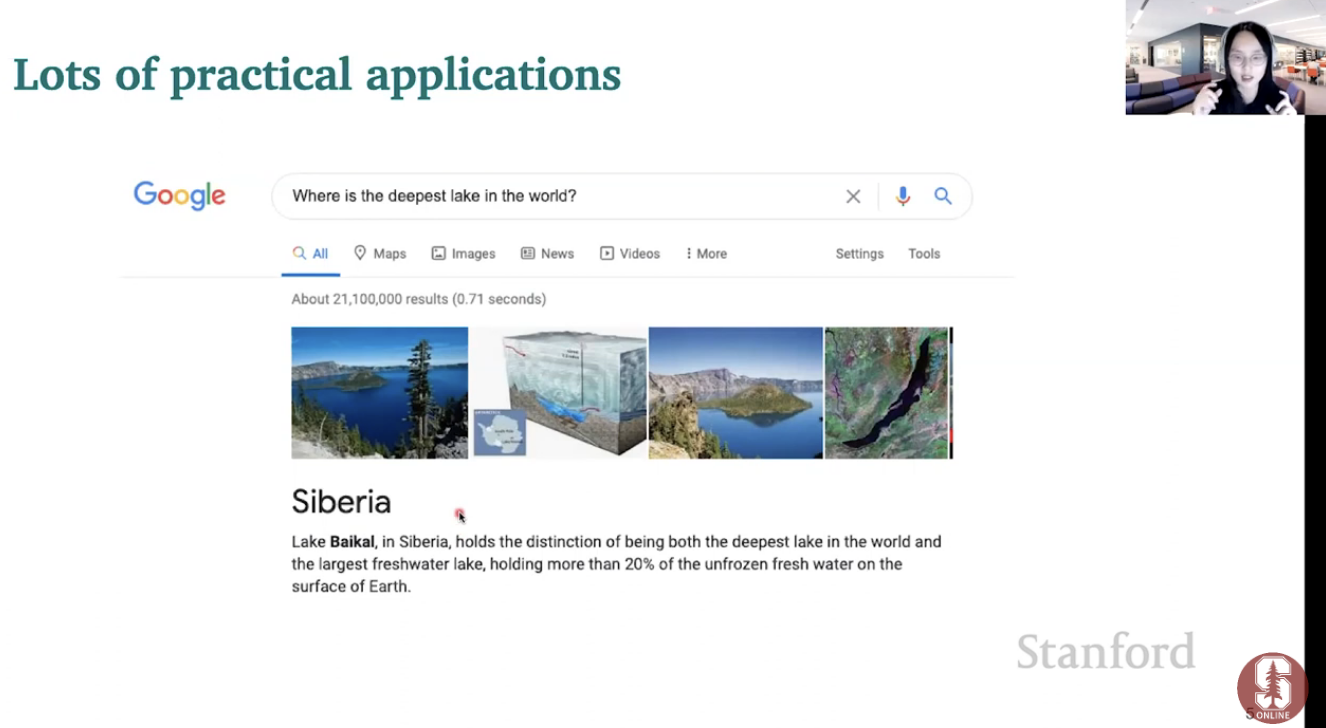 Lots of practical applications
Google
Where is the deepest lake in the world?
All Maps Images News Videos More Settings Tools
About 21,100,000 results (0.71 seconds)
Siberia
Lake Baikal, in Siberia, holds the distinction of being both the deepest lake in the world and
the largest freshwater lake, holding more than 20% of the unfrozen fresh water on the
surface of Earth.
Stanford
S
5
ONLINE